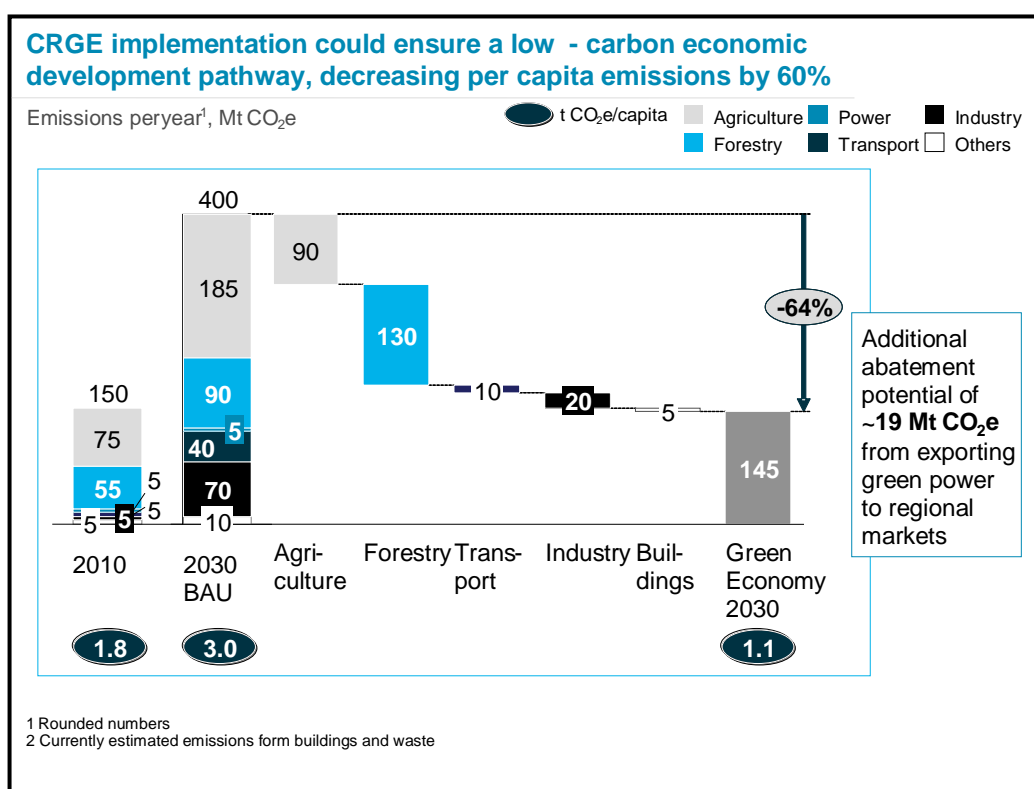 CRGE implementation could ensure a low - carbon economic
development pathway, decreasing per capita emissions by 60%
Emissions peryear1, Mt CO2e
t CO2e/capita
Agriculture
Power
Industry
Forestry
Transport
Others
400
90
185
-64%
130
90
150
10
20
5
5
75
40
145
55
5
70
5
5
5
10
Additional
abatement
potential of
~19 Mt CO2e
from exporting
green power
to regional
markets
2010
2030
BAU
Agri-
culture
Forestry
Trans-
port
Industry
Buil-
dings
Green
Economy
2030
1.8
3.0
1.1
1 Rounded numbers
2 Currently estimated emissions form buildings and waste